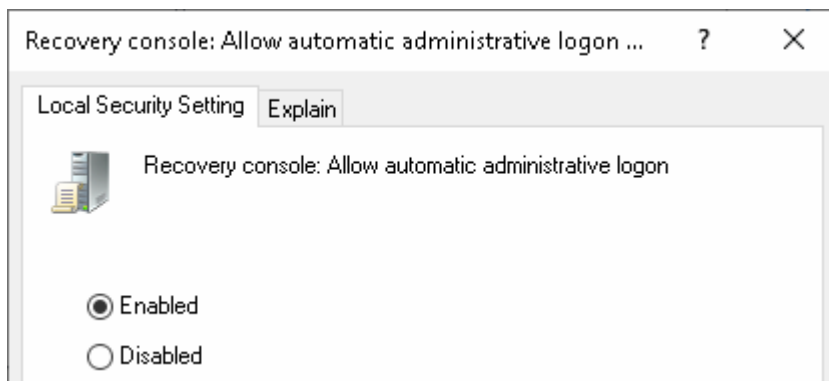 Recovery console: Allow automatic administrative logon ...
Local Security Setting
Explain
Recovery console: Allow automatic administrative logon
Enabled
Disabled